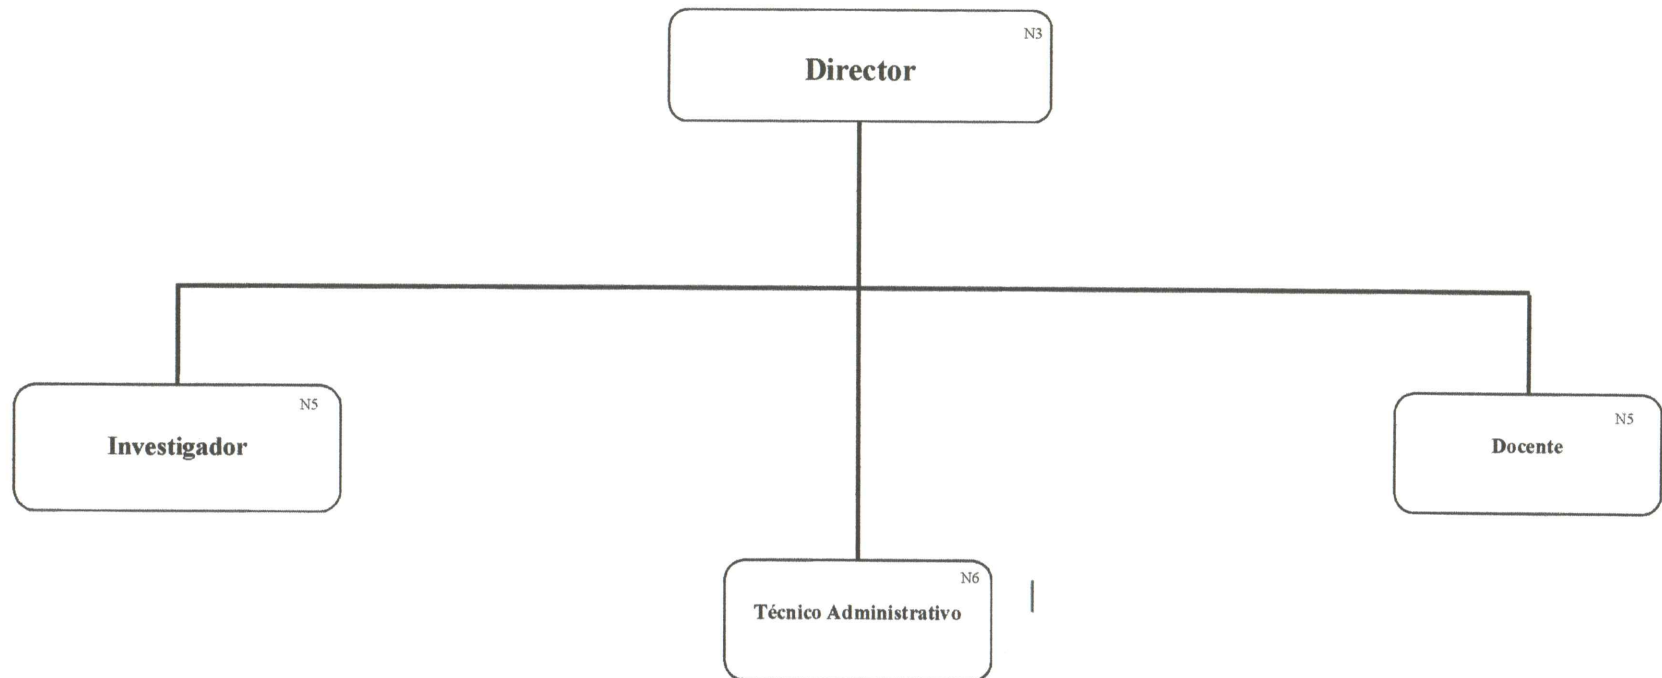 N3
Director
N5
Investigador
N5
Docente
N6
Técnico Administrativo